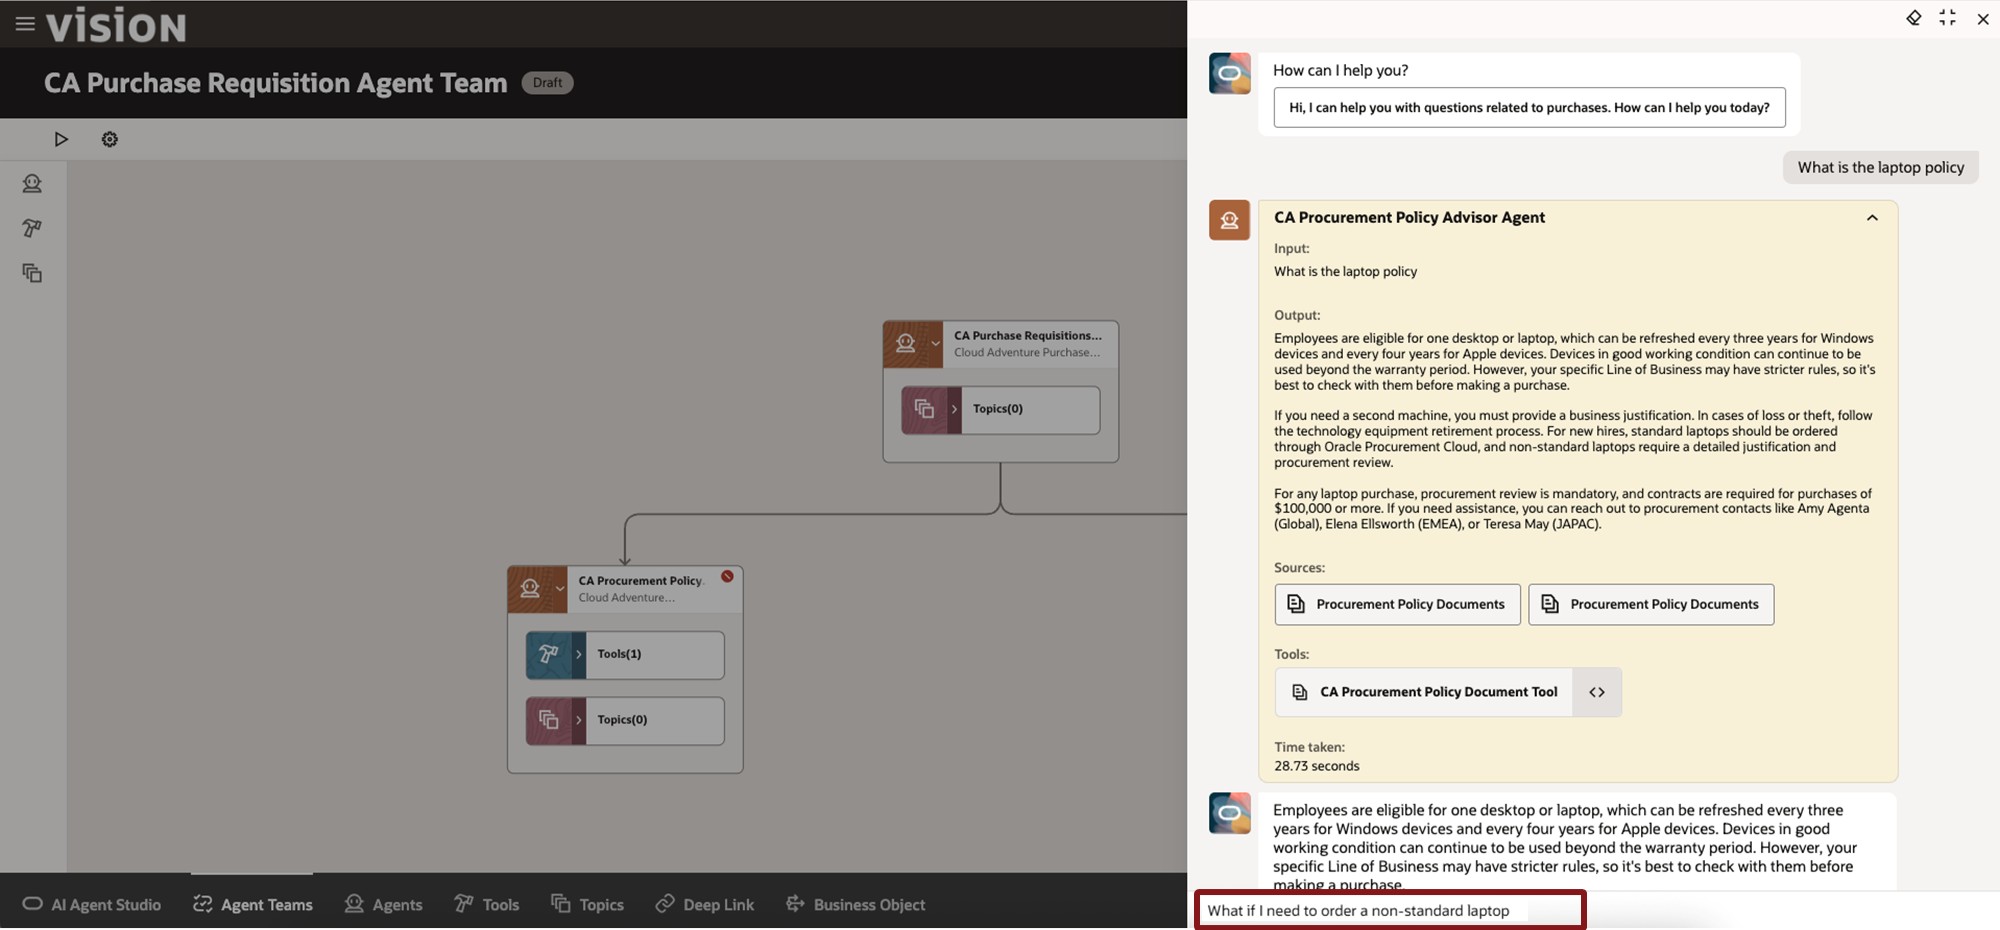 VISION
CA Purchase Requisition Agent Team
Draft
CA Purchase Requisitions...
Cloud Adventure Purchase...
Topics(0)
CA Procurement Policy
Cloud Adventure...
Tools(1)
Topics(0)
AI Agent Studio
Agent Teams
Agents
Tools
Topics
Deep Link
Business Object
How can I help you?
Hi, I can help you with questions related to purchases. How can I help you today?
What is the laptop policy
CA Procurement Policy Advisor Agent
Input:
What is the laptop policy
Output:
Employees are eligible for one desktop or laptop, which can be refreshed every three years for Windows
devices and every four years for Apple devices. Devices in good working condition can continue to be
used beyond the warranty period. However, your specific Line of Business may have stricter rules, so it's
best to check with them before making a purchase.
If you need a second machine, you must provide a business justification. In cases of loss or theft, follow
the technology equipment retirement process. For new hires, standard laptops should be ordered
through Oracle Procurement Cloud, and non-standard laptops require a detailed justification and
procurement review.
For any laptop purchase, procurement review is mandatory, and contracts are required for purchases of
$100,000 or more. If you need assistance, you can reach out to procurement contacts like Amy Agenta
(Global), Elena Ellsworth (EMEA), or Teresa May (JAPAC).
Sources:
Procurement Policy Documents
Procurement Policy Documents
Tools:
CA Procurement Policy Document Tool
<>
Time taken:
28.73 seconds
Employees are eligible for one desktop or laptop, which can be refreshed every three
years for Windows devices and every four years for Apple devices. Devices in good
working condition can continue to be used beyond the warranty period. However, your
specific Line of Business may have stricter rules, so it's best to check with them before
making a purchase.
What if I need to order a non-standard laptop